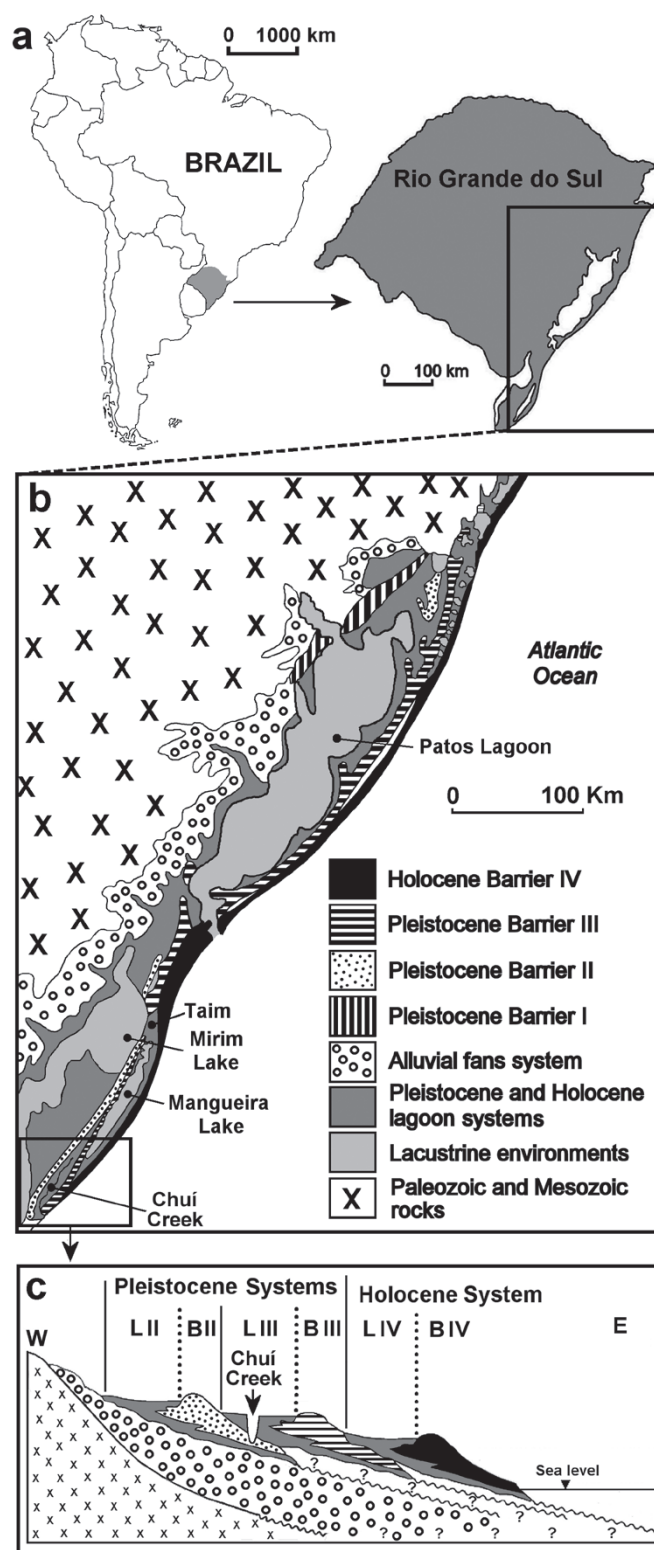 a
0 1000 km
BRAZIL
Rio Grande do Sul
0 100 km
b
X X X X X X X X
X X X X X X
X X X X X
X X X X
X X X X
X X X
X X X
X X
X
Atlantic
Ocean
Patos Lagoon
0 100 Km
Holocene Barrier IV
Pleistocene Barrier III
Pleistocene Barrier II
Pleistocene Barrier I
Alluvial fans system
Pleistocene and Holocene
lagoon systems
Lacustrine environments
X Paleozoic and Mesozoic
rocks
Taim
Mirim
Lake
Mangueira
Lake
Chuí
Creek
c
Pleistocene Systems
Holocene System
W
L II B II L III B III L IV B IV
E
Chuí
Creek
Sea level
? ? ? ? ? ? ? ? ? ? ?